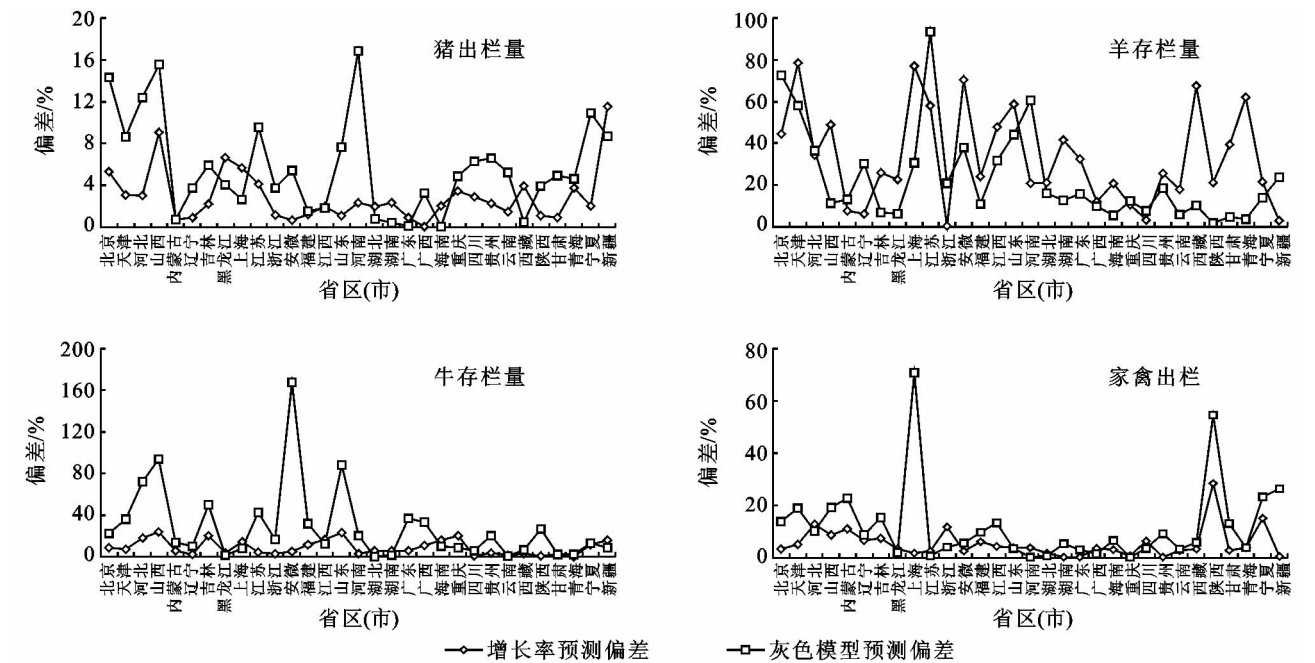 猪出栏量
偏差/%
20
16
12
8
4
0
北京 天津 河北 山西 内蒙古 辽宁 吉林 黑龙江 上海 江苏 浙江 安微 福建 江西 山东 河南 湖北 湖南 广东 广西 海南 重庆 四川 贵州 云南 西藏 陕西 甘肃 青海 宁夏 新疆
省区(市)
羊存栏量
偏差/%
100
80
60
40
20
0
北京 天津 河北 山西 内蒙古 辽宁 吉林 黑龙江 上海 江苏 浙江 安微 福建 江西 山东 河南 湖北 湖南 广东 广西 海南 重庆 四川 贵州 云南 西藏 陕西 甘肃 青海 宁夏 新疆
省区(市)
牛存栏量
偏差/%
200
160
120
80
40
0
北京 天津 河北 山西 内蒙古 辽宁 吉林 黑龙江 上海 江苏 浙江 安微 福建 江西 山东 河南 湖北 湖南 广东 广西 海南 重庆 四川 贵州 云南 西藏 陕西 甘肃 青海 宁夏 新疆
省区(市)
家禽出栏
偏差/%
80
60
40
20
0
北京 天津 河北 山西 内蒙古 辽宁 吉林 黑龙江 上海 江苏 浙江 安微 福建 江西 山东 河南 湖北 湖南 广东 广西 海南 重庆 四川 贵州 云南 西藏 陕西 甘肃 青海 宁夏 新疆
省区(市)
增长率预测偏差 灰色模型预测偏差